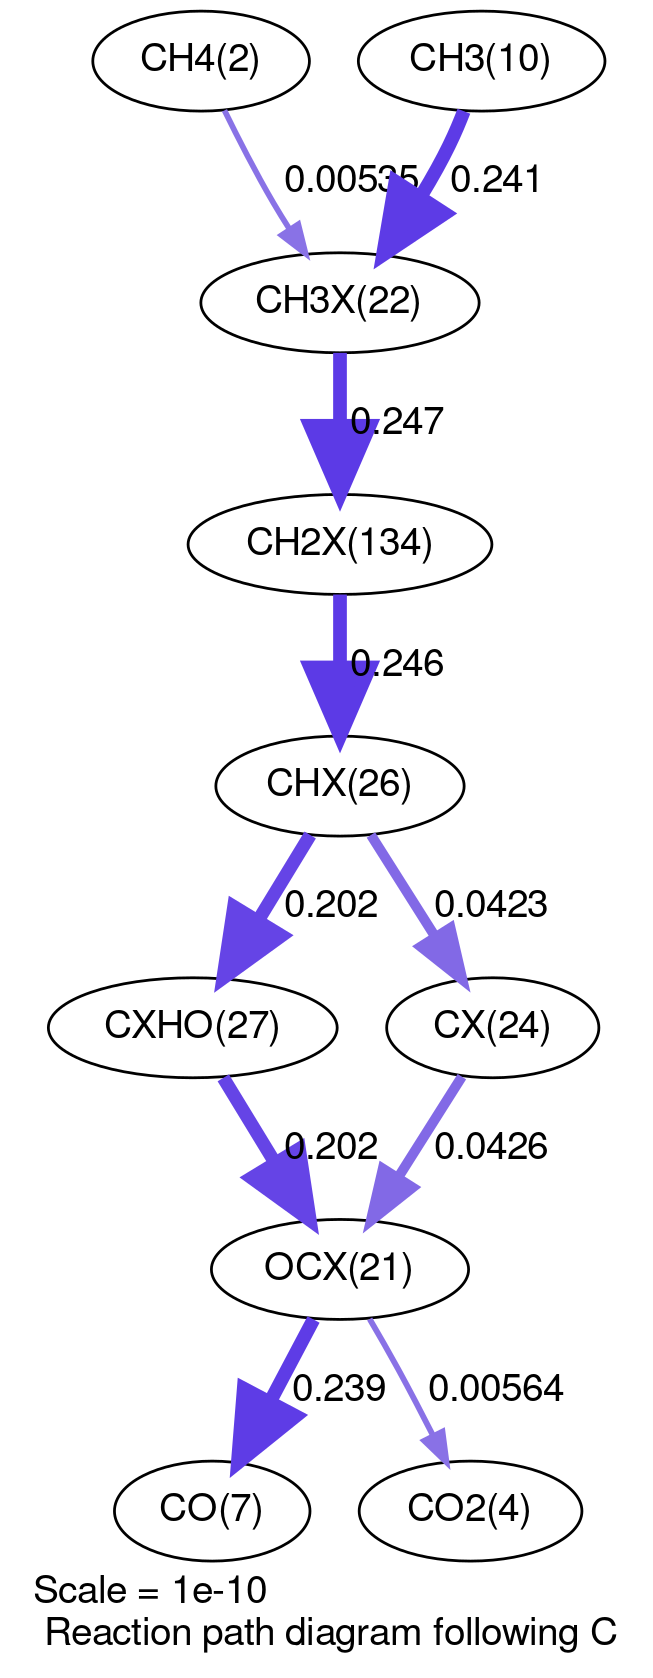 CH4(2)
CH3(10)
0.00535
0.241
CH3X(22)
0.247
CH2X(134)
0.246
CHX(26)
0.202
0.0423
CXHO(27)
CX(24)
0.202
0.0426
OCX(21)
0.239
0.00564
CO(7)
CO2(4)
Scale = 1e-10
Reaction path diagram following C